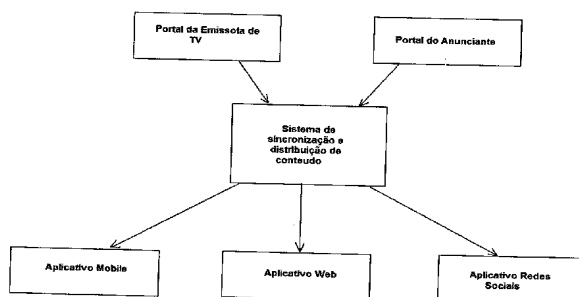 Portal da Emissota de
TV
Portal do Anunciante
Sistema de
sincronização e
distribuição de
conteudo
Aplicativo Mobile
Aplicativo Web
Aplicativo Redes
Sociais